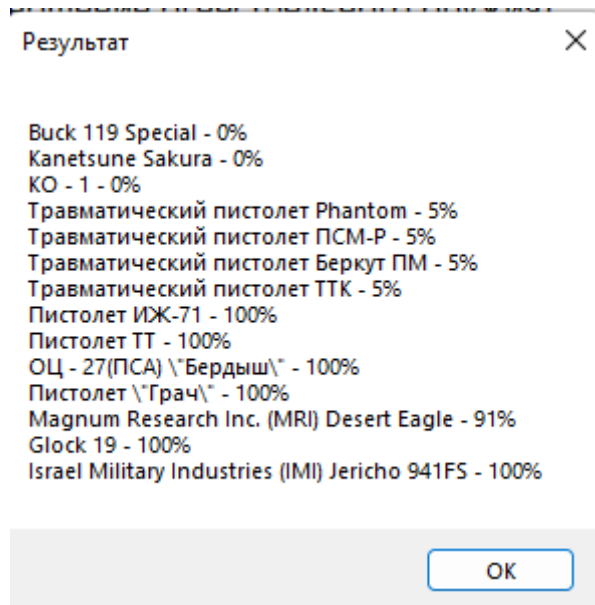 Результат
Buck 119 Special - 0%
Kanetsune Sakura - 0%
КО - 1 - 0%
Травматический пистолет Phantom - 5%
Травматический пистолет ПСМ-Р - 5%
Травматический пистолет Беркут ПМ - 5%
Травматический пистолет ТТК - 5%
Пистолет ИЖ-71 - 100%
Пистолет ТТ - 100%
ОЦ - 27(ПСА) \"Бердыш\" - 100%
Пистолет \"Грач\" - 100%
Magnum Research Inc. (MRI) Desert Eagle - 91%
Glock 19 - 100%
Israel Military Industries (IMI) Jericho 941FS - 100%
ОК